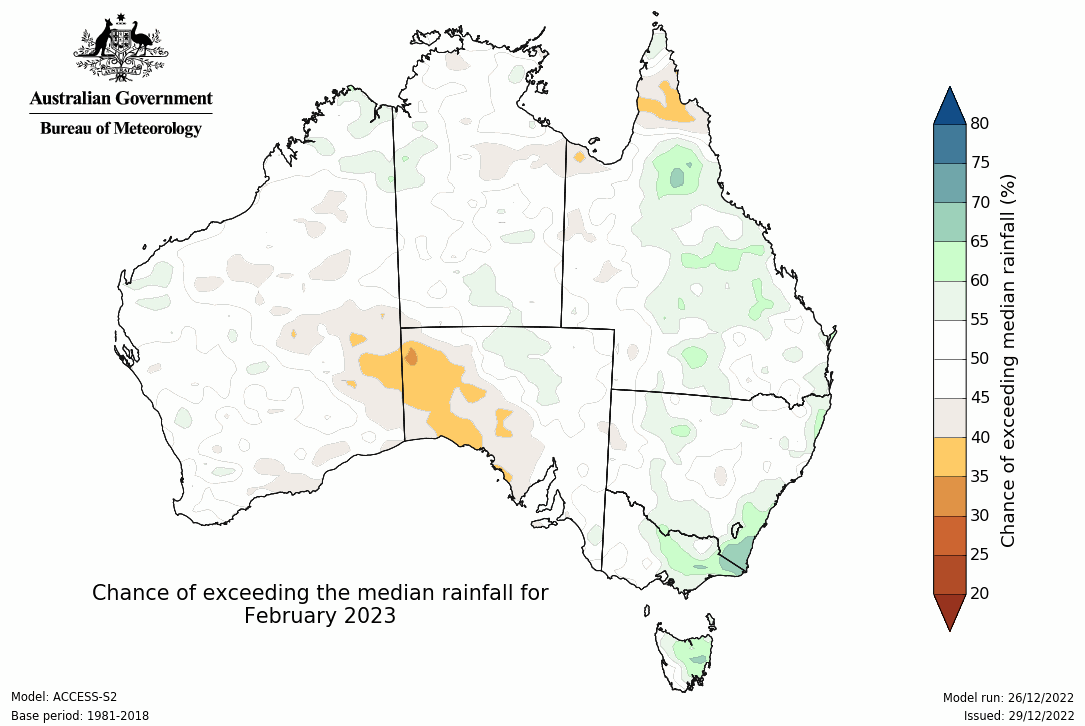 Australian Government
Bureau of Meteorology
80
75
70
65
60
55
50
45
40
35
30
25
20
Chance of exceeding median rainfall (%)
Chance of exceeding the median rainfall for
February 2023
Model: ACCESS-S2
Base period: 1981-2018
Model run: 26/12/2022
Issued: 29/12/2022